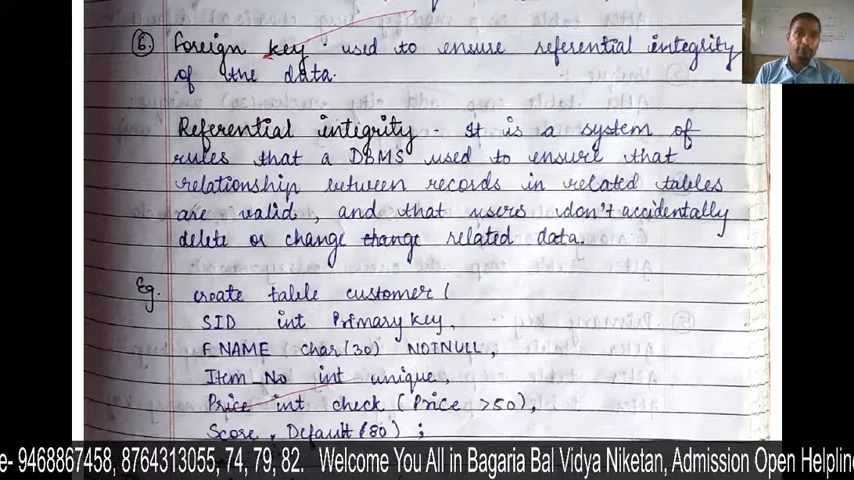 6. Foreign key - used to ensure referential integrity
of the data.
Referential integrity - It is a system of
rules that a DBMS used to ensure that
relationship between records in related tables
are valid, and that users don't accidentally
delete or change change related data.
Eg. create table customer (
SID int Primary Key,
F NAME char(30) NOTNULL,
Item No int unique,
Price int check (Price >50),
Score, Default (80) ;
e- 9468867458, 8764313055, 74, 79, 82. Welcome You All in Bagaria Bal Vidya Niketan, Admission Open Helpline